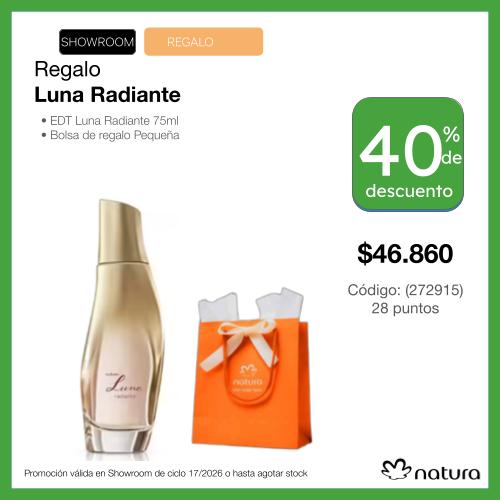 SHOWROOM
REGALO
Regalo
Luna Radiante
• EDT Luna Radiante 75ml
• Bolsa de regalo Pequeña
40% de
descuento
$46.860
Código: (272915)
28 puntos
Luna
radiante
natura
Promoción válida en Showroom de ciclo 17/2026 o hasta agotar stock
natura